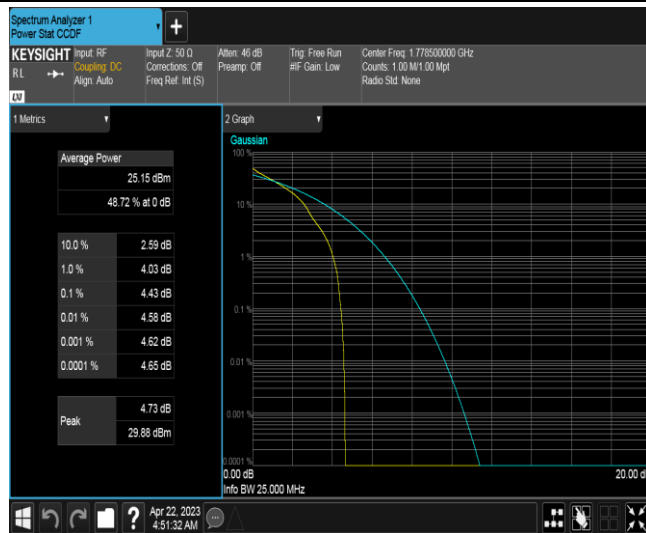 Spectrum Analyzer 1
Power Stat CCDF
+
KEYSIGHT
RL
Input: RF
Coupling: DC
Align: Auto
Input Z: 50 Ω
Corrections: Off
Freq Ref: Int (S)
Atten: 46 dB
Preamp: Off
Trig: Free Run
#IF Gain: Low
Center Freq: 1.778500000 GHz
Counts: 1.00 M/1.00 Mpt
Radio Std: None
1 Metrics
Average Power
25.15 dBm
48.72 % at 0 dB
10.0 % 2.59 dB
1.0 % 4.03 dB
0.1 % 4.43 dB
0.01 % 4.58 dB
0.001 % 4.62 dB
0.0001 % 4.65 dB
Peak
4.73 dB
29.88 dBm
2 Graph
Gaussian
100 %
10 %
1 %
0.1 %
0.01 %
0.001 %
0.0001 %
0.00 dB
20.00 d
Info BW 25.000 MHz
?
Apr 22, 2023
4:51:32 AM